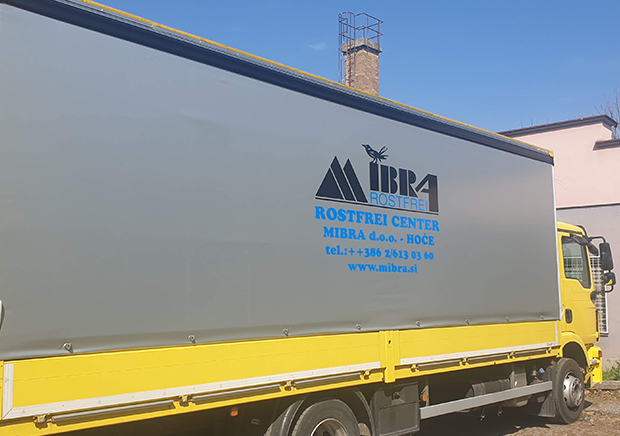 MIBRA
ROSTFREI
ROSTFREI CENTER
MIBRA d.o.o. - HOČE
tel.:++386 2/613 03 60
www.mibra.si